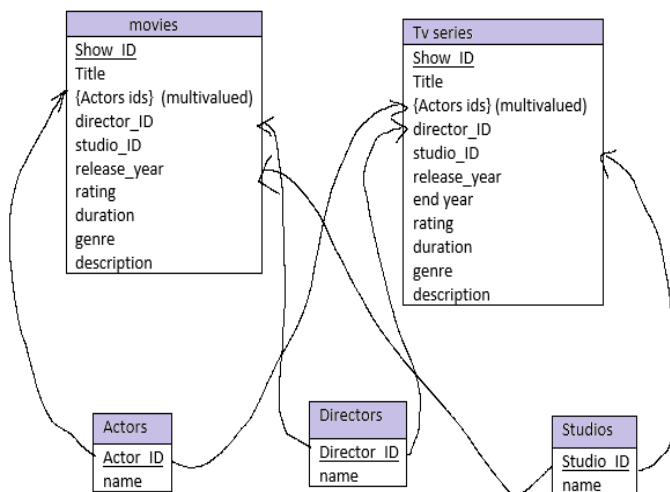 movies
Show_ID
Title
{Actors ids} (multivalued)
director_ID
studio_ID
release_year
rating
duration
genre
description
Tv series
Show_ID
Title
{Actors ids} (multivalued)
director_ID
studio_ID
release_year
end year
rating
duration
genre
description
Actors
Actor_ID
name
Directors
Director_ID
name
Studios
Studio_ID
name